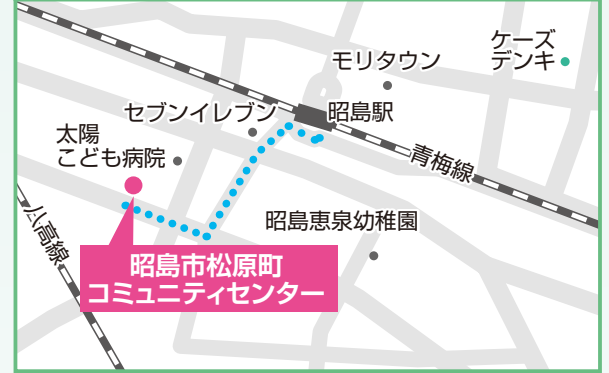 ケーズ
デンキ
モリタウン
セブンイレブン
昭島駅
太陽
こども病院
青梅線
昭島恵泉幼稚園
八高線
昭島市松原町
コミュニティセンター